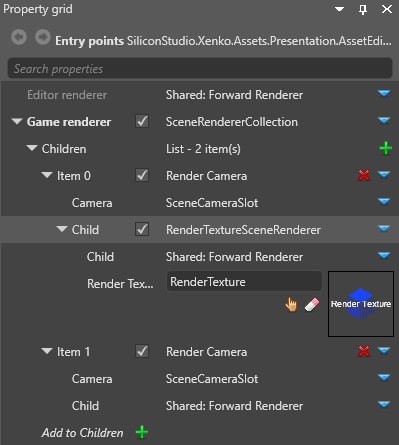 Property grid
Entry points SiliconStudio.Xenko.Assets.Presentation.AssetEdi...
Search properties
Editor renderer Shared: Forward Renderer
Game renderer SceneRendererCollection
Children List - 2 item(s)
Item 0 Render Camera
Camera SceneCameraSlot
Child RenderTextureSceneRenderer
Child Shared: Forward Renderer
Render Tex... RenderTexture
Render Texture
Item 1 Render Camera
Camera SceneCameraSlot
Child Shared: Forward Renderer
Add to Children